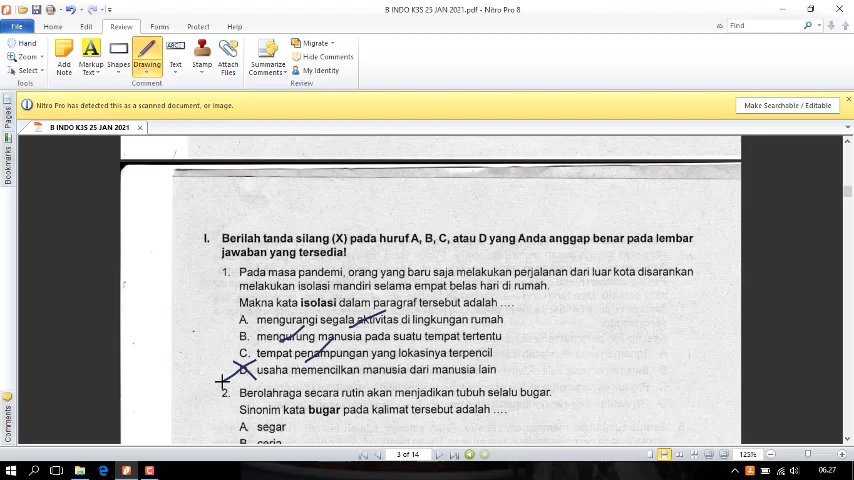 B INDO K3S 25 JAN 2021.pdf - Nitro Pro 8
File Home Edit Review Forms Protect Help
Find
Hand
Zoom
Select
Tools
Add Note
Markup Text
Shapes
Drawing
Text
Stamp
Attach Files
Comment
Summarize Comments
Migrate
Hide Comments
My Identity
Review
Nitro Pro has detected this as a scanned document, or image.
Make Searchable / Editable
B INDO K3S 25 JAN 2021
Pages
Bookmarks
Comments
I. Berilah tanda silang (X) pada huruf A, B, C, atau D yang Anda anggap benar pada lembar
jawaban yang tersedia!
1. Pada masa pandemi, orang yang baru saja melakukan perjalanan dari luar kota disarankan
melakukan isolasi mandiri selama empat belas hari di rumah.
Makna kata isolasi dalam paragraf tersebut adalah ....
A. mengurangi segala aktivitas di lingkungan rumah
B. mengurung manusia pada suatu tempat tertentu
C. tempat penampungan yang lokasinya terpencil
D. usaha memencilkan manusia dari manusia lain
2. Berolahraga secara rutin akan menjadikan tubuh selalu bugar.
Sinonim kata bugar pada kalimat tersebut adalah ....
A. segar
B. ceria
3 of 14
125%
06.27